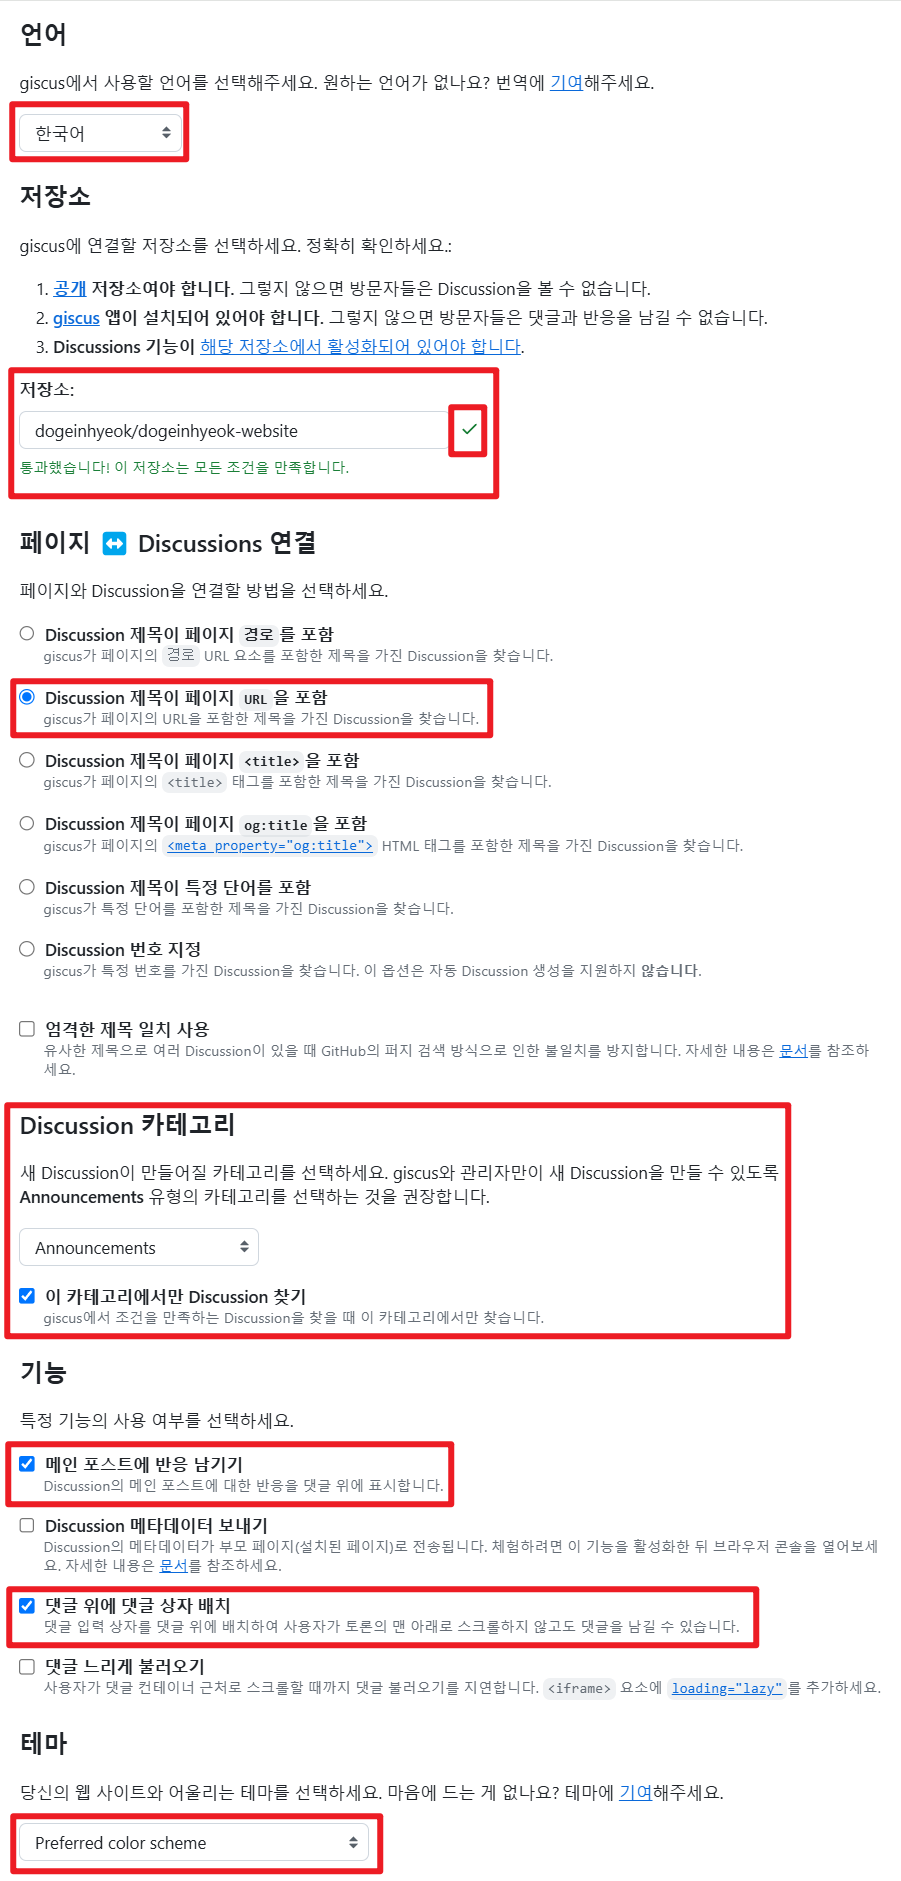 언어
giscus에서 사용할 언어를 선택해주세요. 원하는 언어가 없나요? 번역에 기여해주세요.
한국어
저장소
giscus에 연결할 저장소를 선택하세요. 정확히 확인하세요.:
1. 공개 저장소여야 합니다. 그렇지 않으면 방문자들은 Discussion을 볼 수 없습니다.
2. giscus 앱이 설치되어 있어야 합니다. 그렇지 않으면 방문자들은 댓글과 반응을 남길 수 없습니다.
3. Discussions 기능이 해당 저장소에서 활성화되어 있어야 합니다.
저장소:
dogeinhyeok/dogeinhyeok-website
통과했습니다! 이 저장소는 모든 조건을 만족합니다.
페이지 ↔ Discussions 연결
페이지와 Discussion을 연결할 방법을 선택하세요.
Discussion 제목이 페이지 경로를 포함
giscus가 페이지의 경로 URL 요소를 포함한 제목을 가진 Discussion을 찾습니다.
Discussion 제목이 페이지 URL을 포함
giscus가 페이지의 URL을 포함한 제목을 가진 Discussion을 찾습니다.
Discussion 제목이 페이지 <title>을 포함
giscus가 페이지의 <title> 태그를 포함한 제목을 가진 Discussion을 찾습니다.
Discussion 제목이 페이지 og:title을 포함
giscus가 페이지의 <meta property="og:title"> HTML 태그를 포함한 제목을 가진 Discussion을 찾습니다.
Discussion 제목이 특정 단어를 포함
giscus가 특정 단어를 포함한 제목을 가진 Discussion을 찾습니다.
Discussion 번호 지정
giscus가 특정 번호를 가진 Discussion을 찾습니다. 이 옵션은 자동 Discussion 생성을 지원하지 않습니다.
엄격한 제목 일치 사용
유사한 제목으로 여러 Discussion이 있을 때 GitHub의 퍼지 검색 방식으로 인한 불일치를 방지합니다. 자세한 내용은 문서를 참조하
세요.
Discussion 카테고리
새 Discussion이 만들어질 카테고리를 선택하세요. giscus와 관리자만이 새 Discussion을 만들 수 있도록
Announcements 유형의 카테고리를 선택하는 것을 권장합니다.
Announcements
이 카테고리에서만 Discussion 찾기
giscus에서 조건을 만족하는 Discussion을 찾을 때 이 카테고리에서만 찾습니다.
기능
특정 기능의 사용 여부를 선택하세요.
메인 포스트에 반응 남기기
Discussion의 메인 포스트에 대한 반응을 댓글 위에 표시합니다.
Discussion 메타데이터 보내기
Discussion의 메타데이터가 부모 페이지(설치된 페이지)로 전송됩니다. 체험하려면 이 기능을 활성화한 뒤 브라우저 콘솔을 열어보세
요. 자세한 내용은 문서를 참조하세요.
댓글 위에 댓글 상자 배치
댓글 입력 상자를 댓글 위에 배치하여 사용자가 토론의 맨 아래로 스크롤하지 않고도 댓글을 남길 수 있습니다.
댓글 느리게 불러오기
사용자가 댓글 컨테이너 근처로 스크롤할 때까지 댓글 불러오기를 지연합니다. <iframe> 요소에 loading="lazy"를 추가하세요.
테마
당신의 웹 사이트와 어울리는 테마를 선택하세요. 마음에 드는 게 없나요? 테마에 기여해주세요.
Preferred color scheme